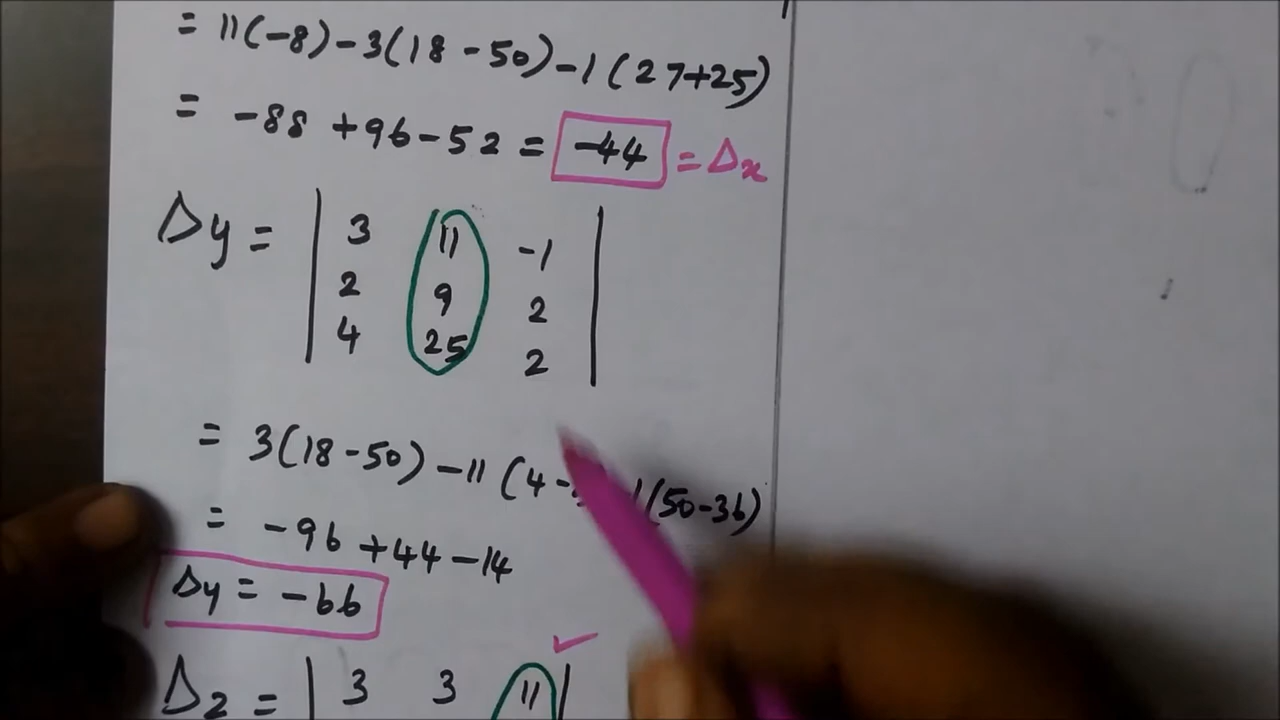 = 11(-8)-3(18-50)-1(27+25)
= -88 +96-52 = -44 = Δx
Δy = | 3 11 -1 |
2 9 2
4 25 2
= 3(18-50)-11(4- 1(50-36)
= -96 +44-14
Δy = -66
Δz = | 3 3 11 |